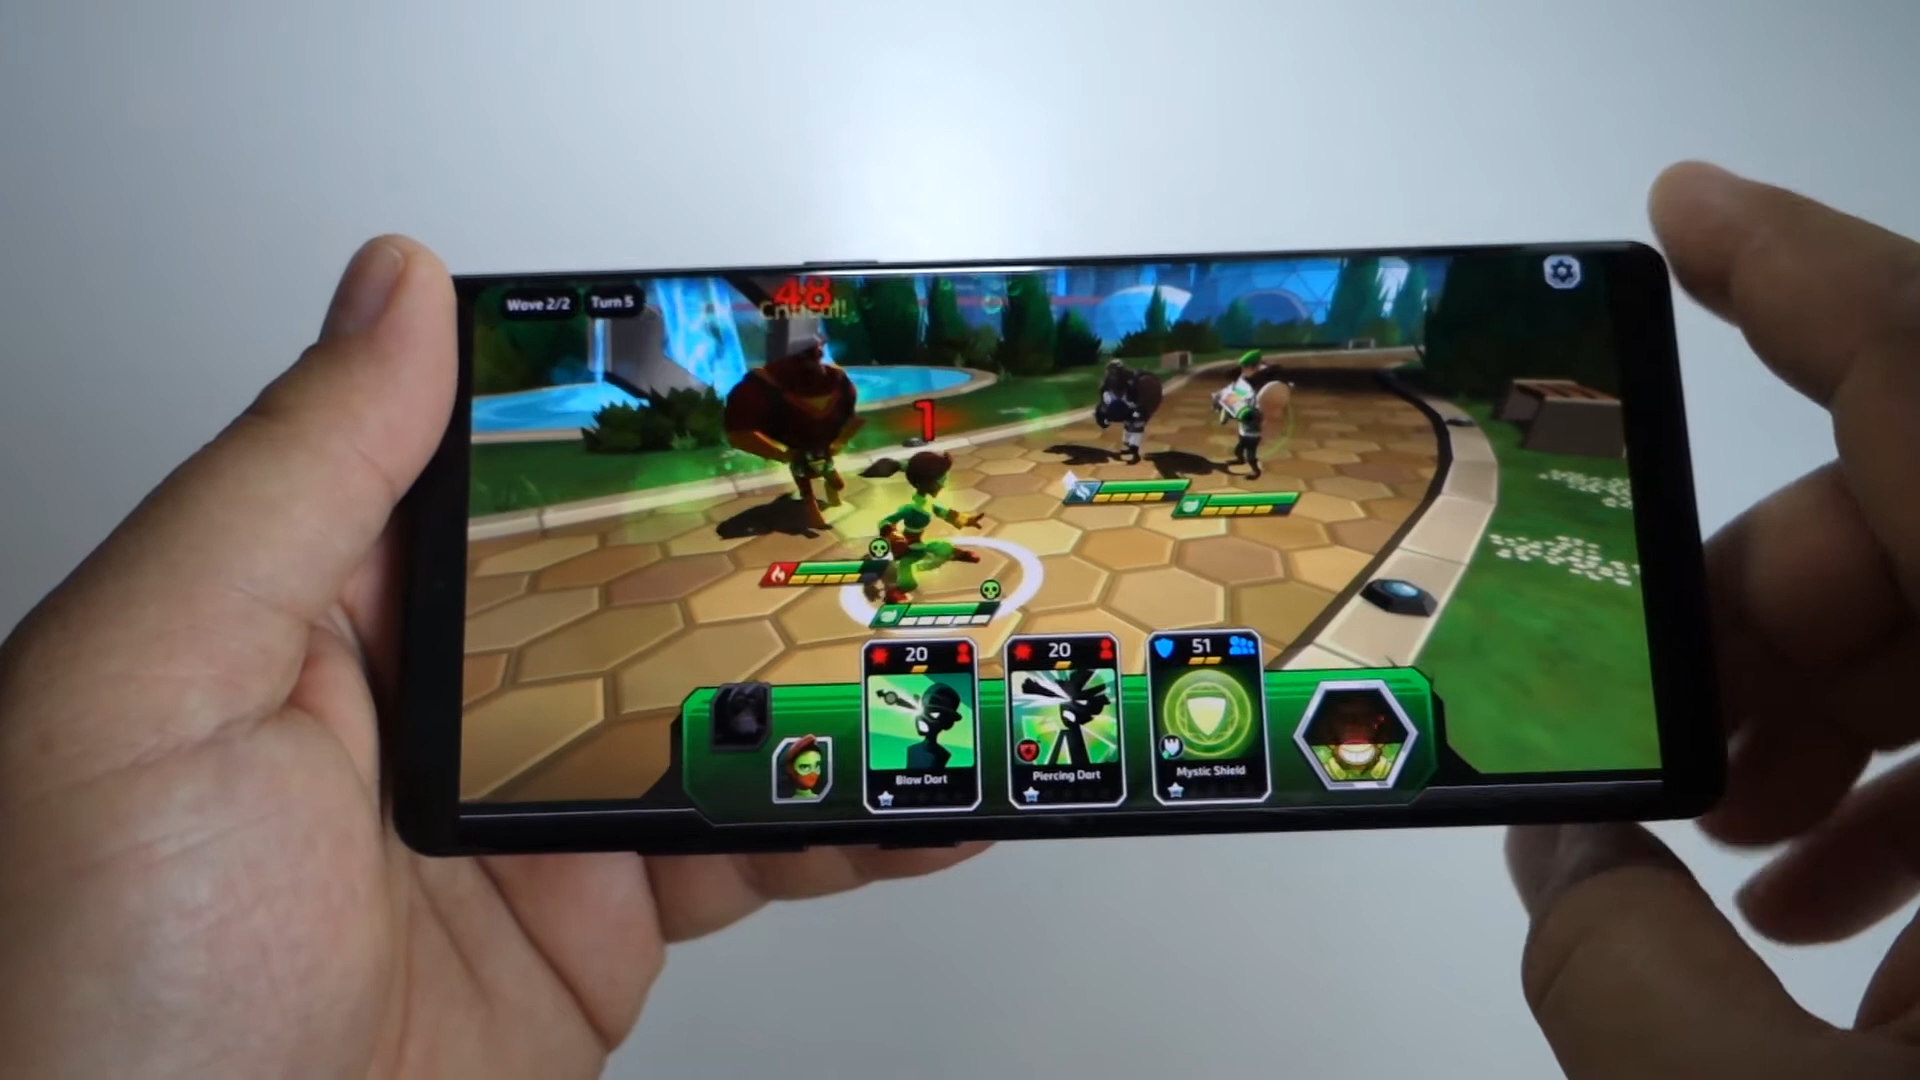 Wave 2/2
Turn 5
48
Critical!
1
20
Blow Dart
20
Piercing Dart
51
Mystic Shield